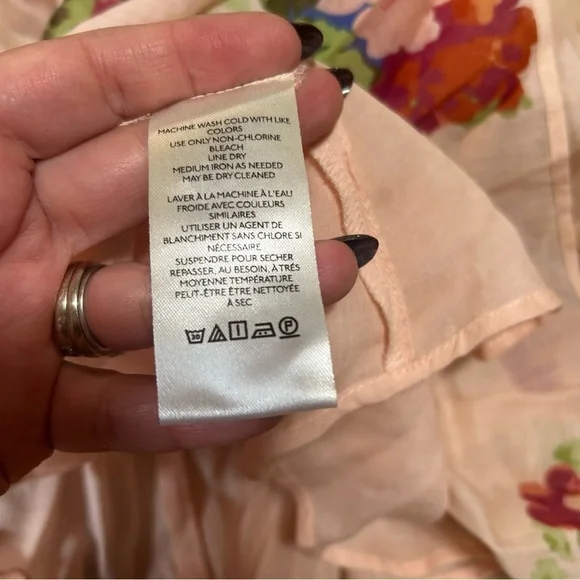 MACHINE WASH COLD WITH LIKE
COLORS
USE ONLY NON-CHLORINE
BLEACH
LINE DRY
MEDIUM IRON AS NEEDED
MAY BE DRY CLEANED
LAVER À LA MACHINE À L'EAU
FROIDE AVEC COULEURS
SIMILAIRES
UTILISER UN AGENT DE
BLANCHIMENT SANS CHLORE SI
NÉCESSAIRE
SUSPENDRE POUR SECHER
REPASSER, AU BESOIN, À TRÉS
MOYENNE TEMPÉRATURE
PEUT-ÊTRE ÊTRE NETTOYÉE
À SEC
30 P